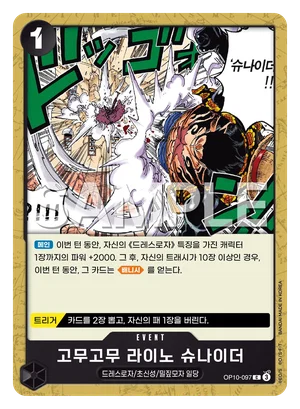 1
드드
고오
'슈나이더'
!!
SAMPLE
메인 이번 턴 동안, 자신의 《드레스로자》 특징을 가진 캐릭터
1장까지의 파워 +2000. 그 후, 자신의 트래시가 10장 이상인 경우,
이번 턴 동안, 그 카드는 배니시 를 얻는다.
트리거 카드를 2장 뽑고, 자신의 패 1장을 버린다.
EVENT
고무고무 라이노 슈나이더
드레스로자/초신성/밀짚모자 일당
OP10-097 C